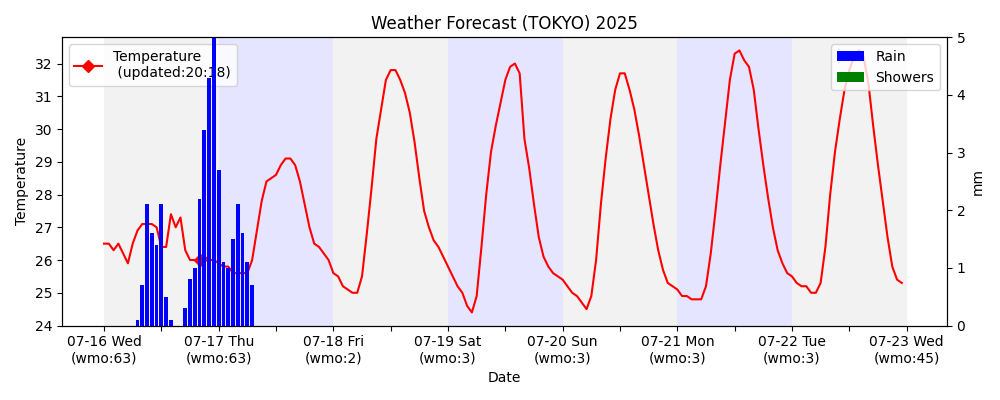 Weather Forecast (TOKYO) 2025
Temperature
(updated:20:18)
Rain
Showers
Temperature
32
31
30
29
28
27
26
25
24
5
4
3
2
1
0
mm
07-16 Wed
(wmo:63)
07-17 Thu
(wmo:63)
07-18 Fri
(wmo:2)
07-19 Sat
(wmo:3)
07-20 Sun
(wmo:3)
07-21 Mon
(wmo:3)
07-22 Tue
(wmo:3)
07-23 Wed
(wmo:45)
Date